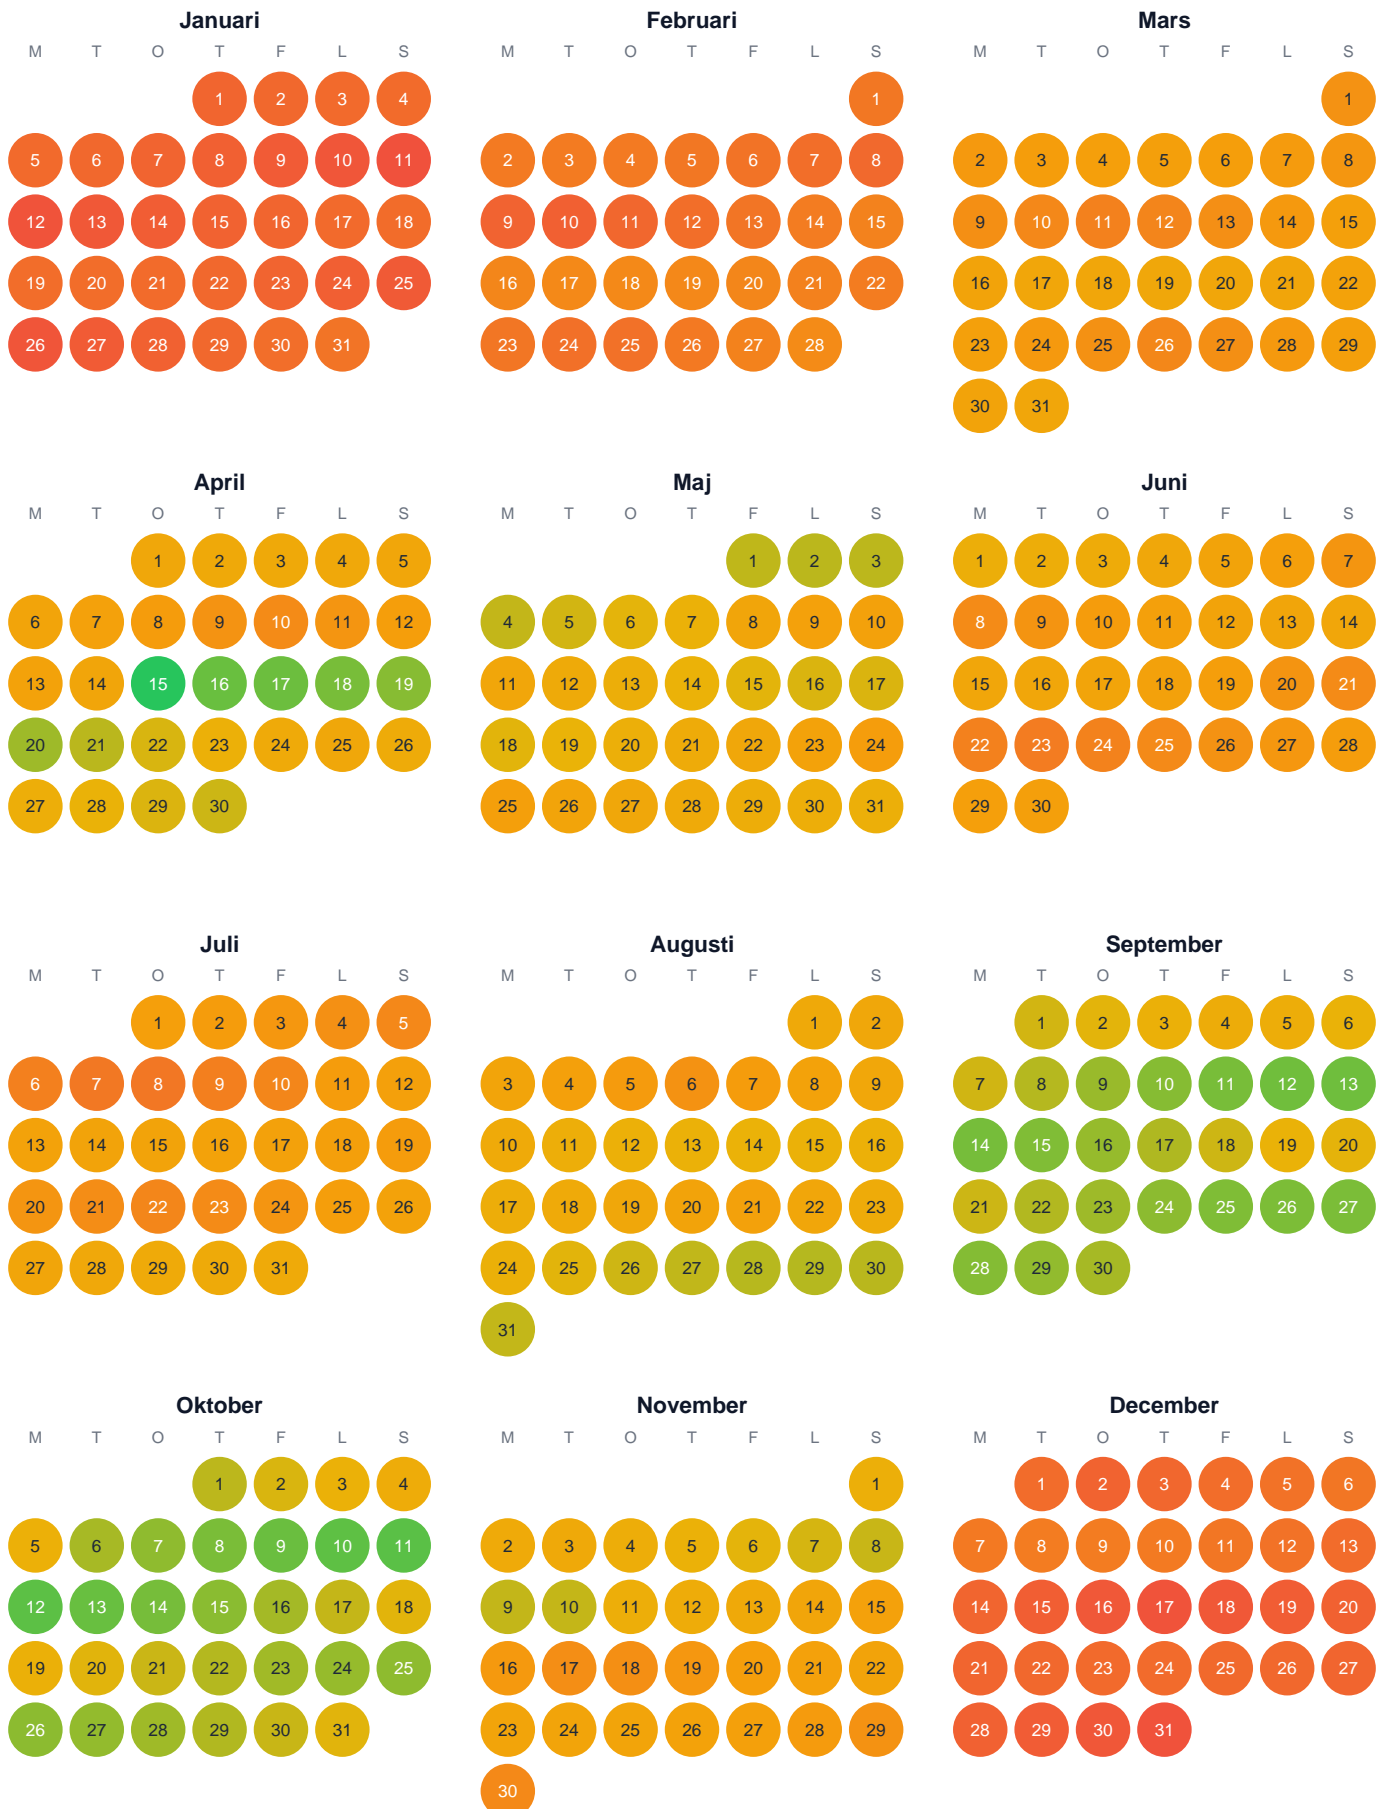 Januari Februari Mars
M T O T F L S M T O T F L S M T O T F L S
1 2 3 4 1 1
5 6 7 8 9 10 11 2 3 4 5 6 7 8 2 3 4 5 6 7 8
12 13 14 15 16 17 18 9 10 11 12 13 14 15 9 10 11 12 13 14 15
19 20 21 22 23 24 25 16 17 18 19 20 21 22 16 17 18 19 20 21 22
26 27 28 29 30 31 23 24 25 26 27 28 23 24 25 26 27 28 29
30 31
April Maj Juni
M T O T F L S M T O T F L S M T O T F L S
1 2 3 4 5 1 2 3 1 2 3 4 5 6 7
6 7 8 9 10 11 12 4 5 6 7 8 9 10 8 9 10 11 12 13 14
13 14 15 16 17 18 19 11 12 13 14 15 16 17 15 16 17 18 19 20 21
20 21 22 23 24 25 26 18 19 20 21 22 23 24 22 23 24 25 26 27 28
27 28 29 30 25 26 27 28 29 30 31 29 30
Juli Augusti September
M T O T F L S M T O T F L S M T O T F L S
1 2 3 4 5 1 2 1 2 3 4 5 6
6 7 8 9 10 11 12 3 4 5 6 7 8 9 7 8 9 10 11 12 13
13 14 15 16 17 18 19 10 11 12 13 14 15 16 14 15 16 17 18 19 20
20 21 22 23 24 25 26 17 18 19 20 21 22 23 21 22 23 24 25 26 27
27 28 29 30 31 24 25 26 27 28 29 30 28 29 30
31
Oktober November December
M T O T F L S M T O T F L S M T O T F L S
1 2 3 4 1 1 2 3 4 5 6
5 6 7 8 9 10 11 2 3 4 5 6 7 8 7 8 9 10 11 12 13
12 13 14 15 16 17 18 9 10 11 12 13 14 15 14 15 16 17 18 19 20
19 20 21 22 23 24 25 16 17 18 19 20 21 22 21 22 23 24 25 26 27
26 27 28 29 30 31 23 24 25 26 27 28 29 28 29 30 31
30